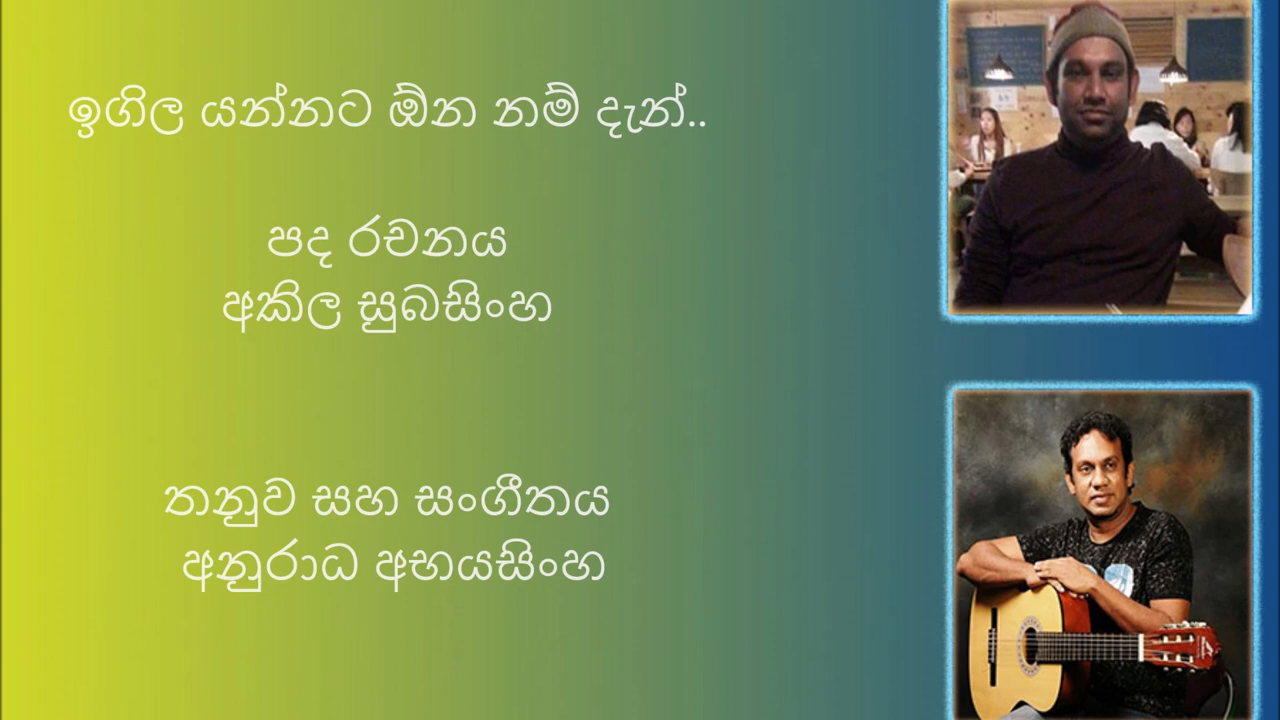 ඉගිල යන්නට ඕන නම් දැන්..
පද රචනය
අකිල සුබසිංහ
තනුව සහ සංගීතය
අනුරාධ අභයසිංහ